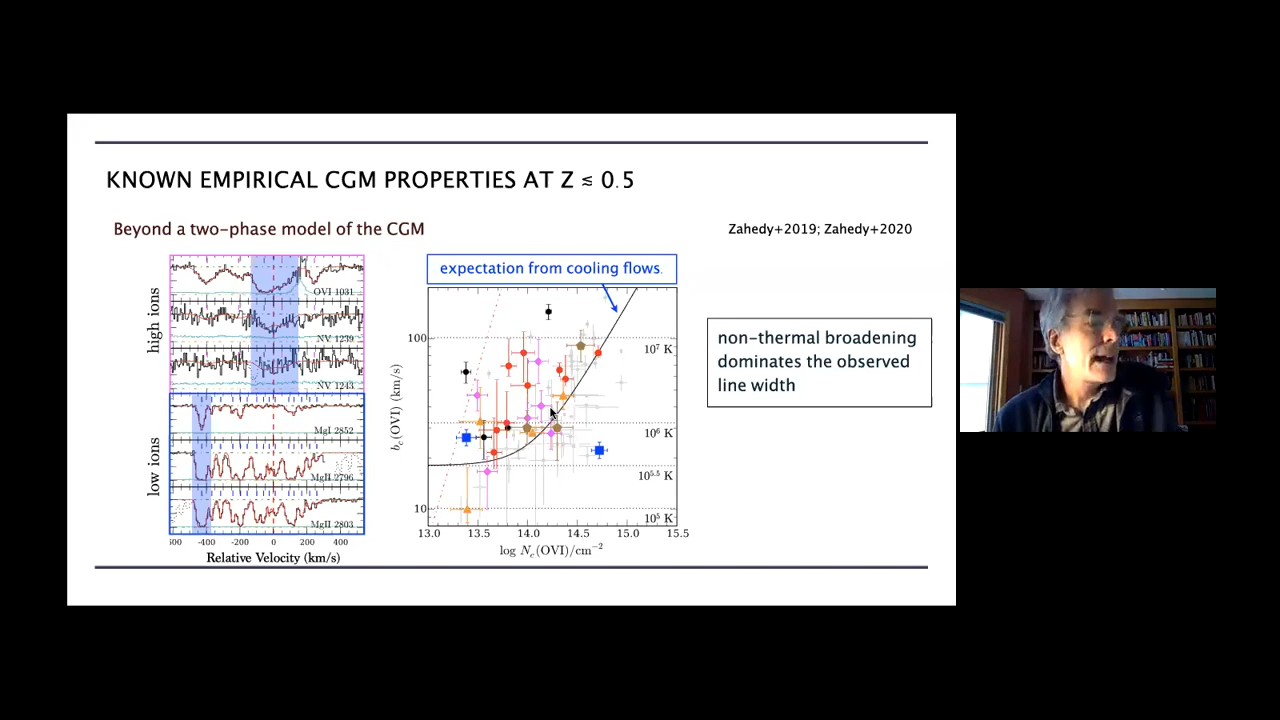 KNOWN EMPIRICAL CGM PROPERTIES AT Z ≲ 0.5
Beyond a two-phase model of the CGM
Zahedy+2019; Zahedy+2020
high ions
OVI 1031
NV 1239
NV 1243
low ions
MgI 2852
MgII 2796
MgII 2803
-400 -200 0 200 400
Relative Velocity (km/s)
expectation from cooling flows.
b_c(OVI) (km/s)
100
10
10⁷ K
10⁶ K
10⁵·⁵ K
10⁵ K
13.0 13.5 14.0 14.5 15.0 15.5
log N_c(OVI)/cm⁻²
non-thermal broadening
dominates the observed
line width